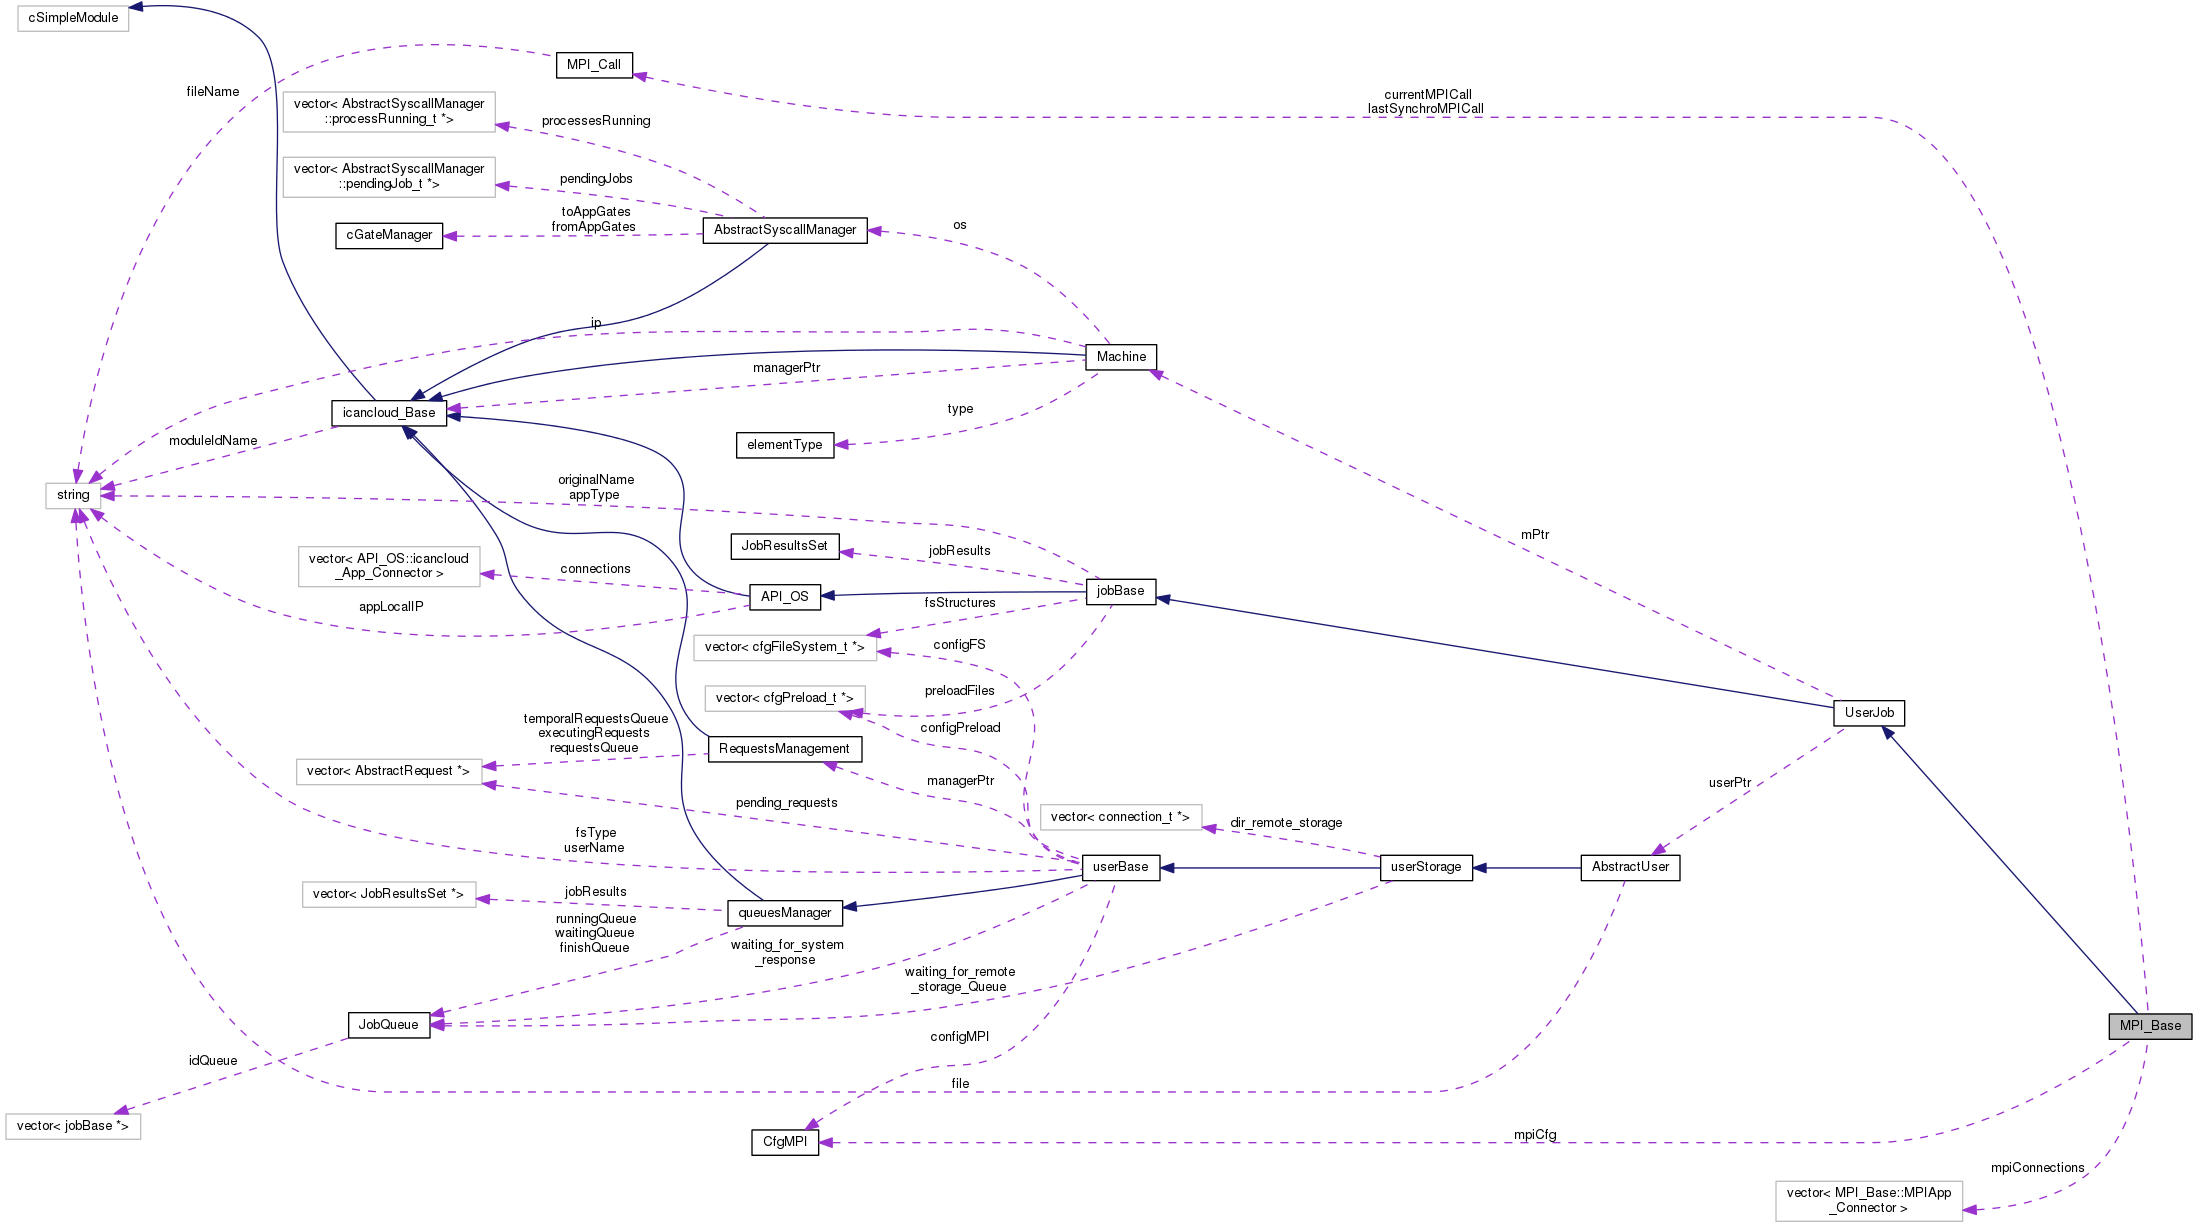 cSimpleModule
MPI_Call
fileName
currentMPICall
lastSynchroMPICall
vector< AbstractSyscallManager
::processRunning_t *>
processesRunning
vector< AbstractSyscallManager
::pendingJob_t *>
pendingJobs
toAppGates
fromAppGates
cGateManager
AbstractSyscallManager
os
ip
Machine
managerPtr
icancloud_Base
type
moduleIdName
elementType
originalName
appType
string
mPtr
JobResultsSet
jobResults
vector< API_OS::icancloud
_App_Connector >
connections
API_OS
jobBase
appLocalIP
fsStructures
vector< cfgFileSystem_t *>
configFS
vector< cfgPreload_t *>
preloadFiles
UserJob
temporalRequestsQueue
executingRequests
requestsQueue
configPreload
RequestsManagement
vector< AbstractRequest *>
managerPtr
userPtr
pending_requests
vector< connection_t *>
dir_remote_storage
fsType
userName
userBase
userStorage
AbstractUser
vector< JobResultsSet *>
jobResults
queuesManager
runningQueue
waitingQueue
finishQueue
waiting_for_system
_response
waiting_for_remote
_storage_Queue
JobQueue
MPI_Base
configMPI
idQueue
file
vector< jobBase *>
CfgMPI
mpiCfg
mpiConnections
vector< MPI_Base::MPIApp
_Connector >